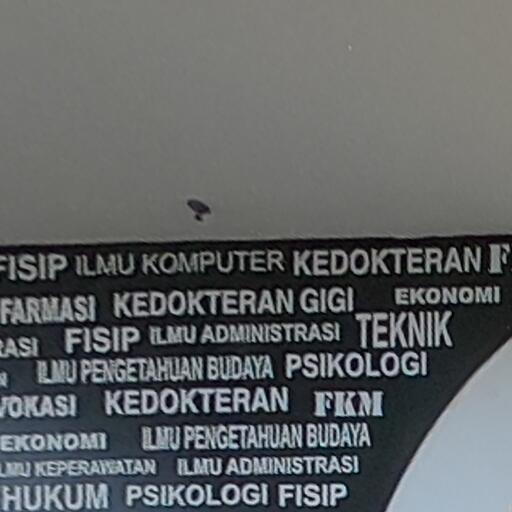 FISIP ILMU KOMPUTER KEDOKTERAN F
FARMASI KEDOKTERAN GIGI EKONOMI
RASI FISIP ILMU ADMINISTRASI TEKNIK
ILMU PENGETAHUAN BUDAYA PSIKOLOGI
VOKASI KEDOKTERAN FKM
EKONOMI ILMU PENGETAHUAN BUDAYA
ILMU KEPERAWATAN ILMU ADMINISTRASI
HUKUM PSIKOLOGI FISIP